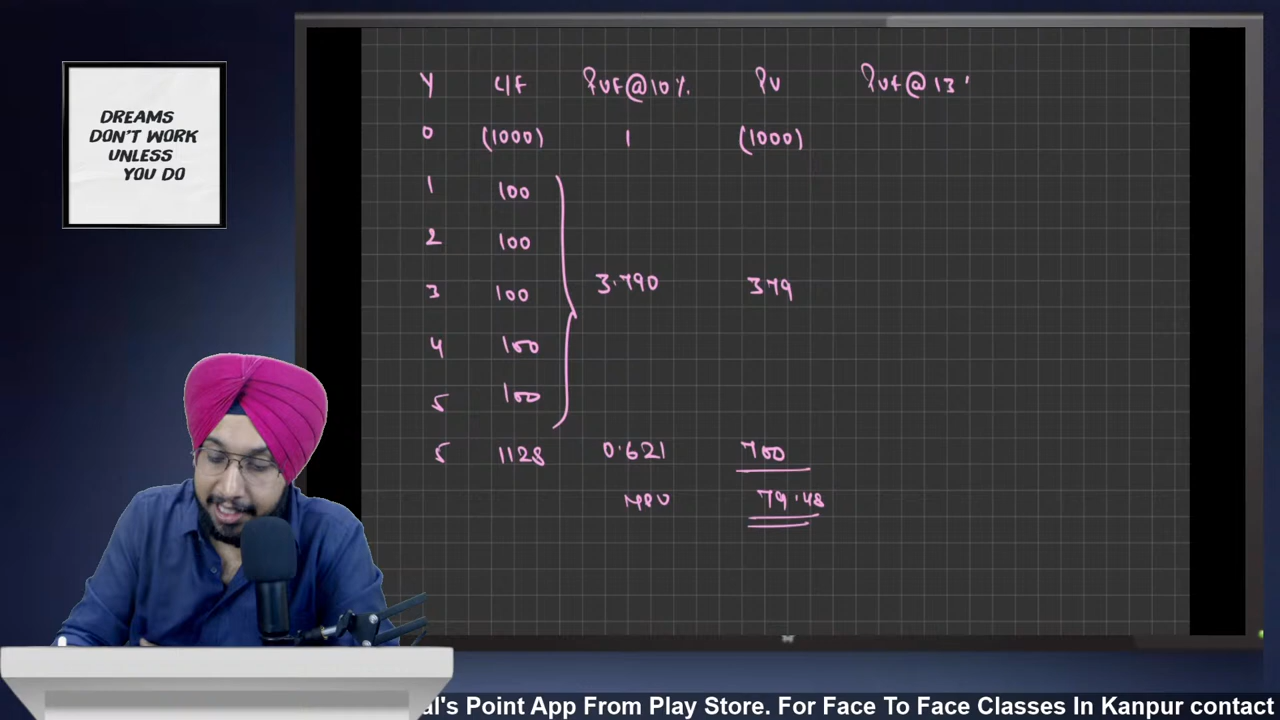 DREAMS
DON'T WORK
UNLESS
YOU DO
Y C/F PVF@10%. PV PVF@13'
0 (1000) 1 (1000)
1 100
2 100
3 100 3.790 379
4 100
5 100
5 1128 0.621 700
NPV 79.48
al's Point App From Play Store. For Face To Face Classes In Kanpur contact